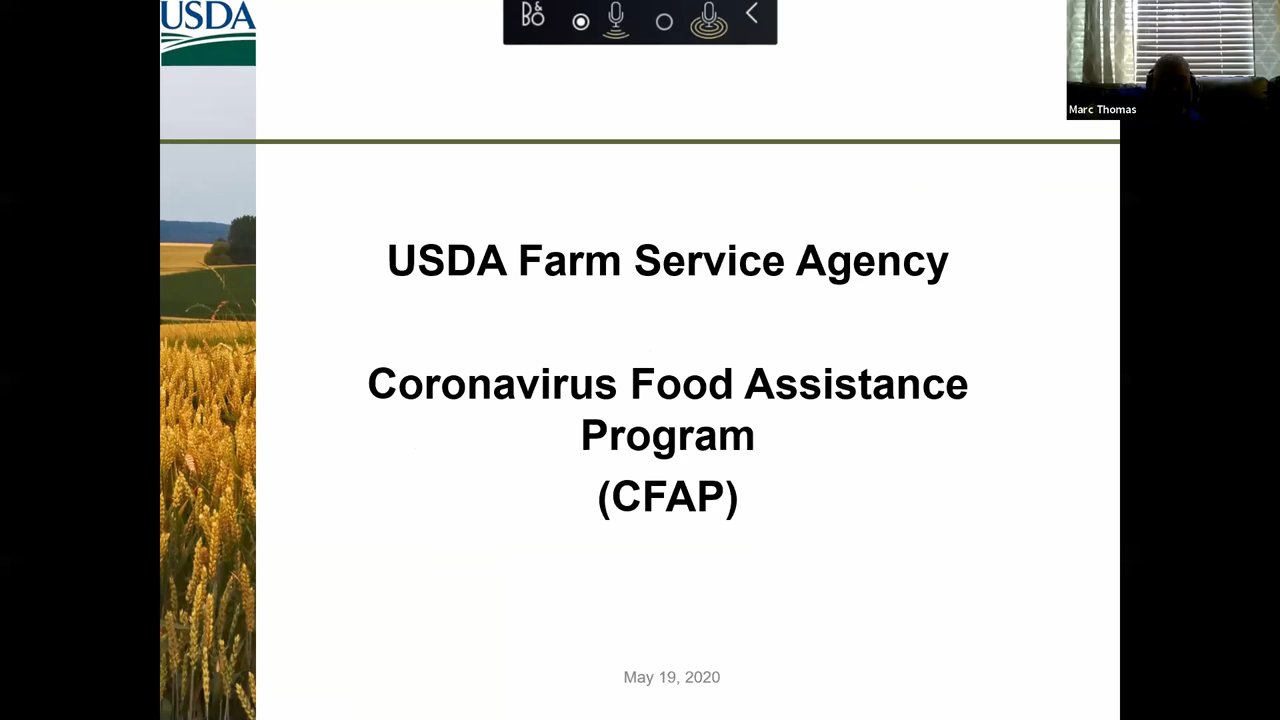 USDA
B&O
Marc Thomas
USDA Farm Service Agency
Coronavirus Food Assistance
Program
(CFAP)
May 19, 2020